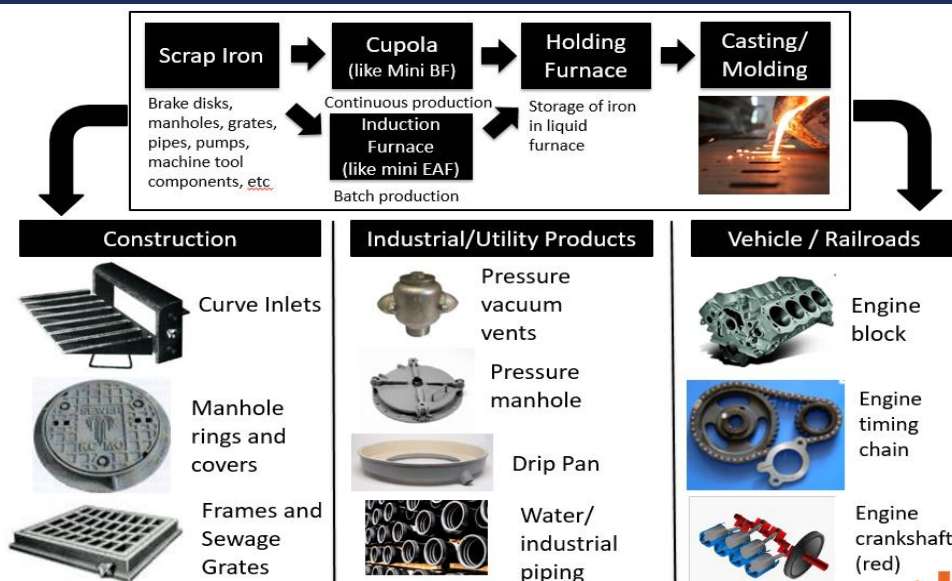 Scrap Iron
Brake disks,
manholes, grates,
pipes, pumps,
machine tool
components, etc
Cupola
(like Mini BF)
Continuous production
Induction
Furnace
(like mini EAF)
Batch production
Holding
Furnace
Storage of iron
in liquid
furnace
Casting/
Molding
Construction
Curve Inlets
Manhole
rings and
covers
Frames and
Sewage
Grates
Industrial/Utility Products
Pressure
vacuum
vents
Pressure
manhole
Drip Pan
Water/
industrial
piping
Vehicle / Railroads
Engine
block
Engine
timing
chain
Engine
crankshaft
(red)